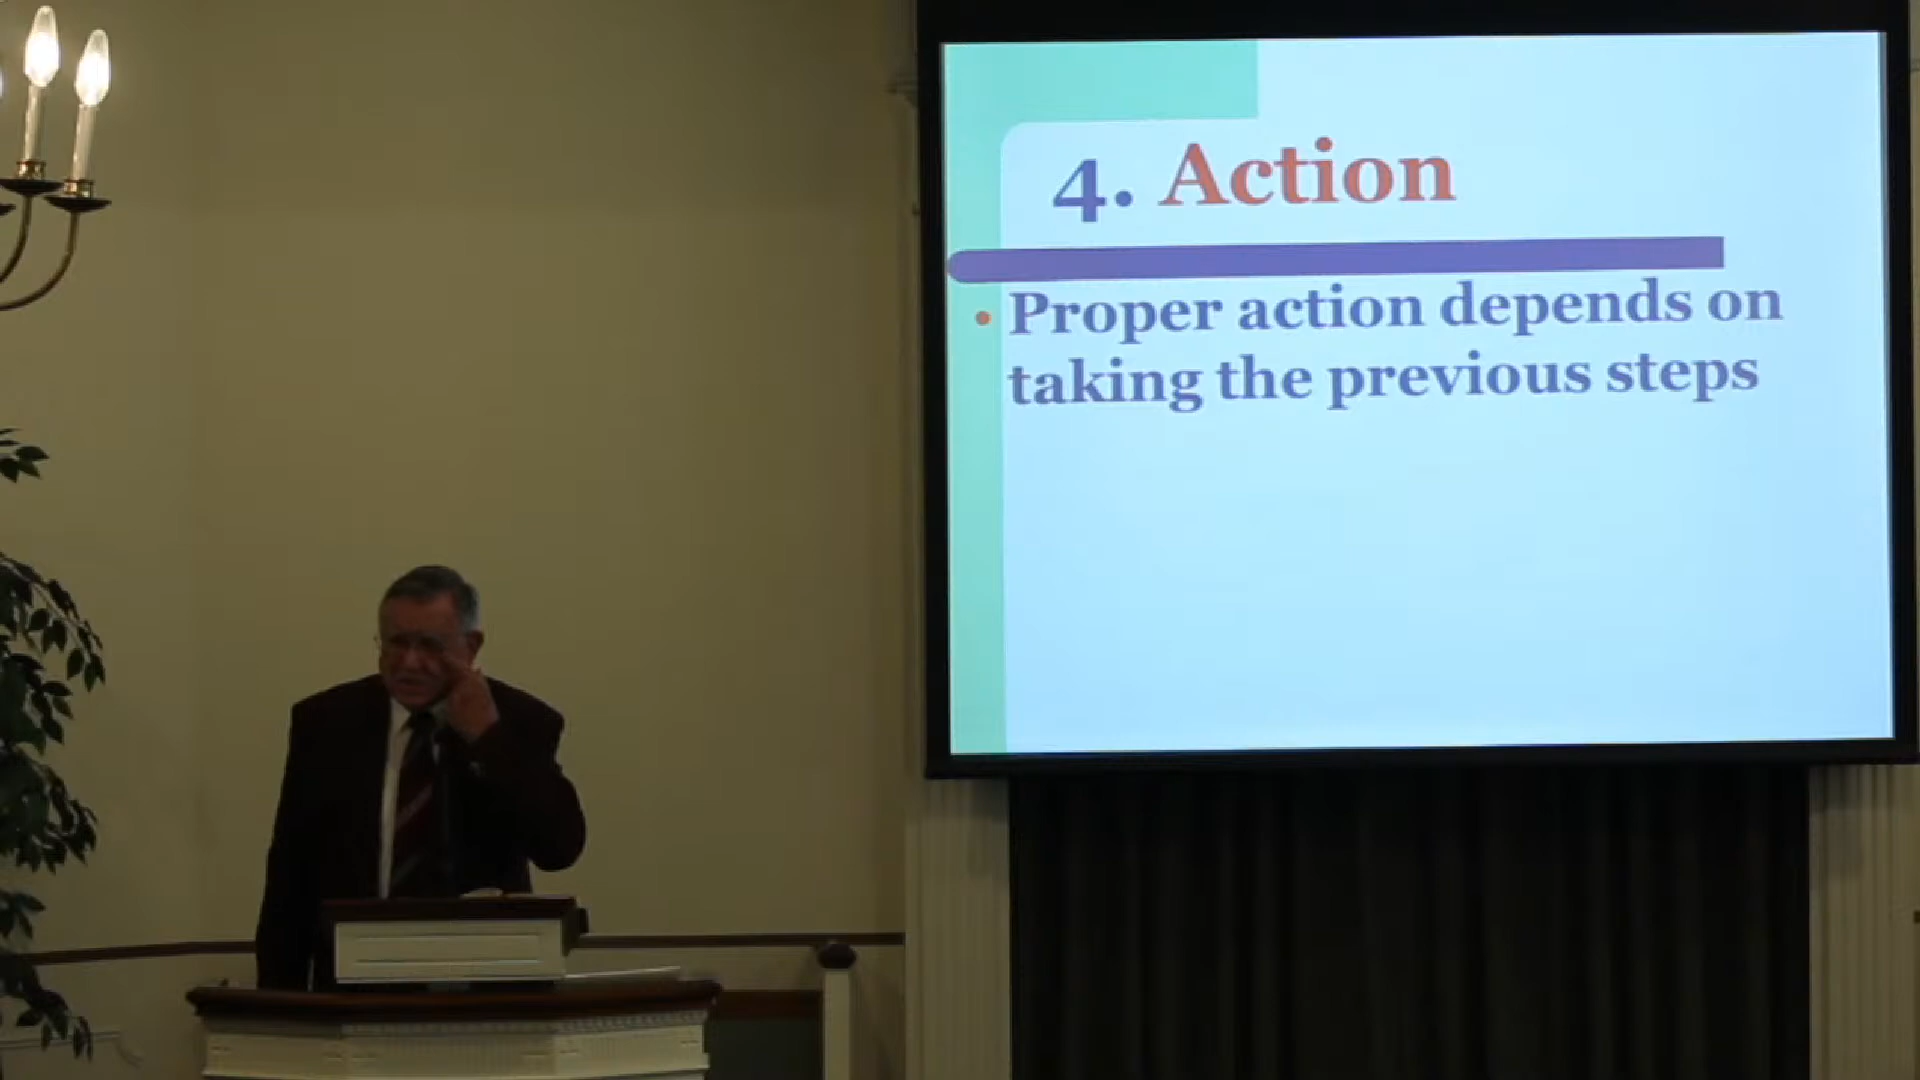 4. Action
• Proper action depends on
taking the previous steps